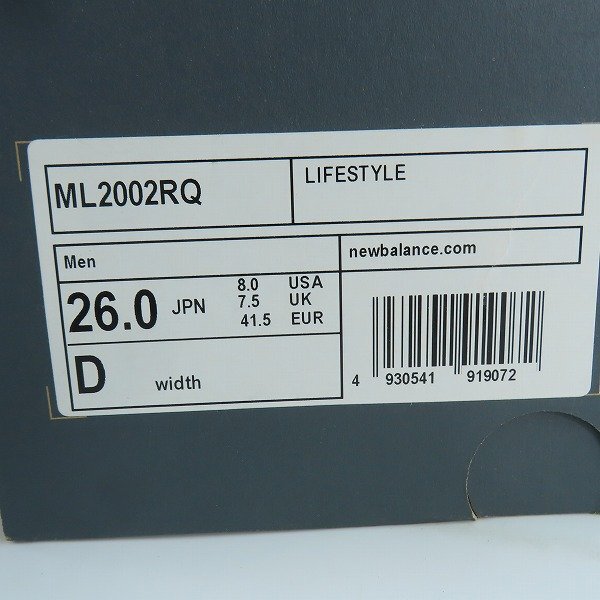 ML2002RQ
LIFESTYLE
Men
newbalance.com
26.0 JPN
8.0 USA
7.5 UK
41.5 EUR
D width
4 930541 919072